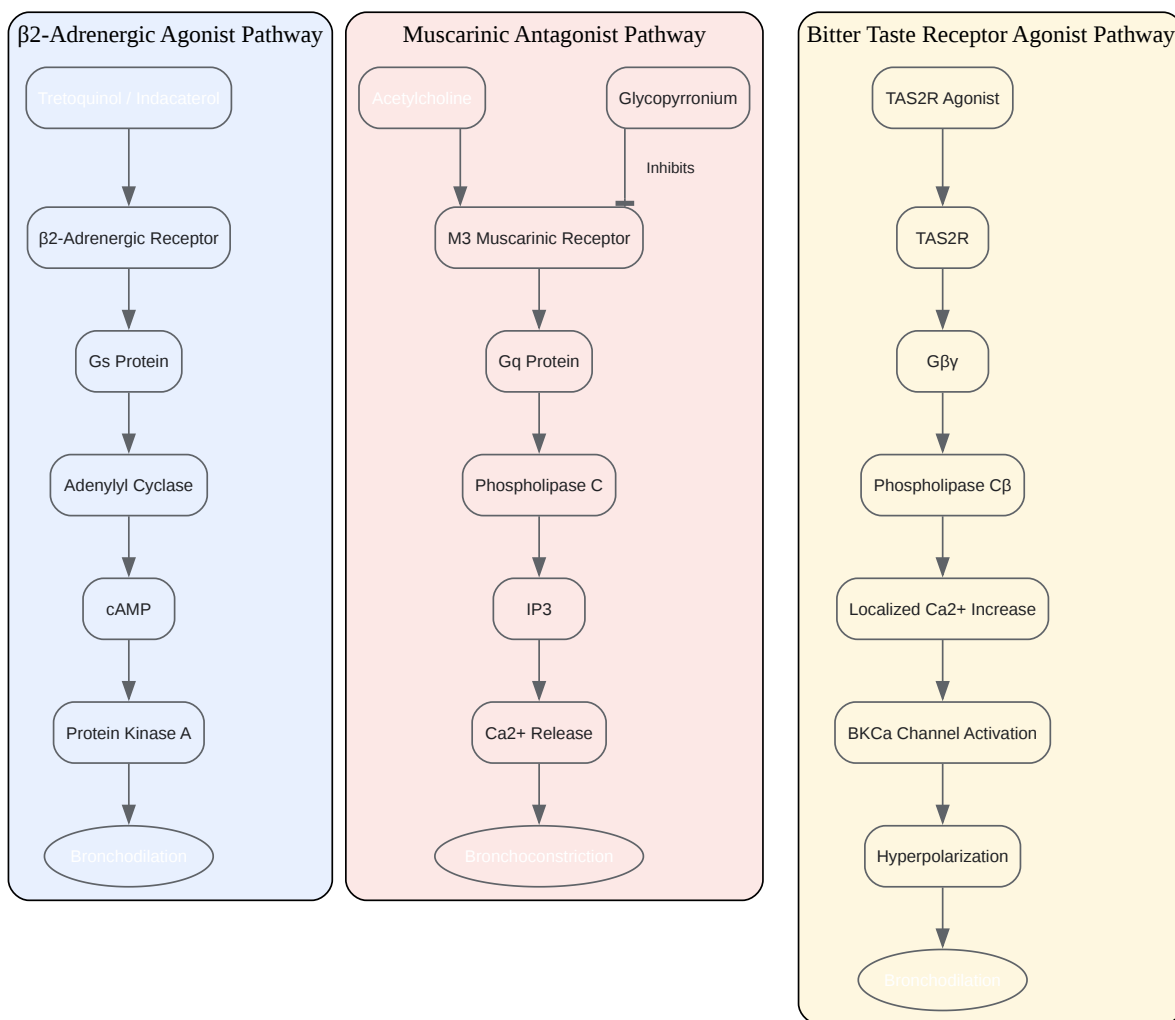 β2-Adrenergic Agonist Pathway
Tretoquinol / Indacaterol
β2-Adrenergic Receptor
Gs Protein
Adenylyl Cyclase
cAMP
Protein Kinase A
Bronchodilation
Muscarinic Antagonist Pathway
Acetylcholine
Glycopyrronium
Inhibits
M3 Muscarinic Receptor
Gq Protein
Phospholipase C
IP3
Ca2+ Release
Bronchoconstriction
Bitter Taste Receptor Agonist Pathway
TAS2R Agonist
TAS2R
Gβγ
Phospholipase Cβ
Localized Ca2+ Increase
BKCa Channel Activation
Hyperpolarization
Bronchodilation